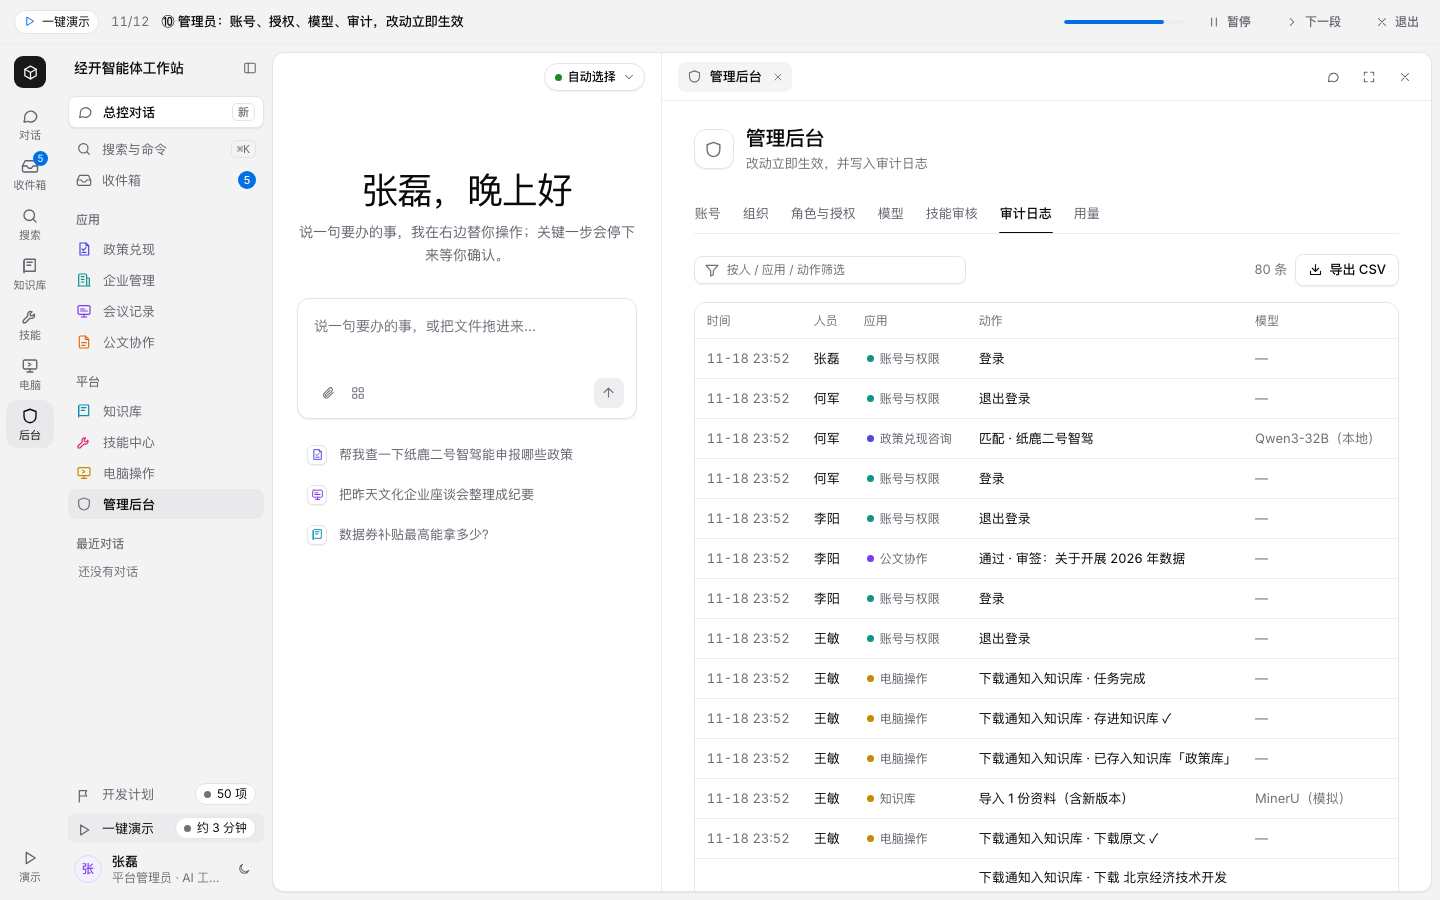 一键演示
11/12
⑩ 管理员：账号、授权、模型、审计，改动立即生效
暂停
下一段
退出
对话
5
收件箱
搜索
知识库
技能
电脑
后台
演示
经开智能体工作站
总控对话
新
搜索与命令
⌘K
收件箱
5
应用
政策兑现
企业管理
会议记录
公文协作
平台
知识库
技能中心
电脑操作
管理后台
最近对话
还没有对话
开发计划
50 项
一键演示
约 3 分钟
张
张磊
平台管理员 · AI 工...
自动选择
张磊，晚上好
说一句要办的事，我在右边替你操作；关键一步会停下
来等你确认。
说一句要办的事，或把文件拖进来...
帮我查一下纸鹿二号智驾能申报哪些政策
把昨天文化企业座谈会整理成纪要
数据券补贴最高能拿多少？
管理后台
管理后台
改动立即生效，并写入审计日志
账号 组织 角色与授权 模型 技能审核 审计日志 用量
按人 / 应用 / 动作筛选
80 条
导出 CSV
时间 人员 应用 动作 模型
11-18 23:52 张磊 账号与权限 登录 —
11-18 23:52 何军 账号与权限 退出登录 —
11-18 23:52 何军 政策兑现咨询 匹配 · 纸鹿二号智驾 Qwen3-32B（本地）
11-18 23:52 何军 账号与权限 登录 —
11-18 23:52 李阳 账号与权限 退出登录 —
11-18 23:52 李阳 公文协作 通过 · 审签：关于开展 2026 年数据 —
11-18 23:52 李阳 账号与权限 登录 —
11-18 23:52 王敏 账号与权限 退出登录 —
11-18 23:52 王敏 电脑操作 下载通知入知识库 · 任务完成 —
11-18 23:52 王敏 电脑操作 下载通知入知识库 · 存进知识库 ✓ —
11-18 23:52 王敏 电脑操作 下载通知入知识库 · 已存入知识库「政策库」 —
11-18 23:52 王敏 知识库 导入 1 份资料（含新版本） MinerU（模拟）
11-18 23:52 王敏 电脑操作 下载通知入知识库 · 下载原文 ✓ —
下载通知入知识库 · 下载 北京经济技术开发